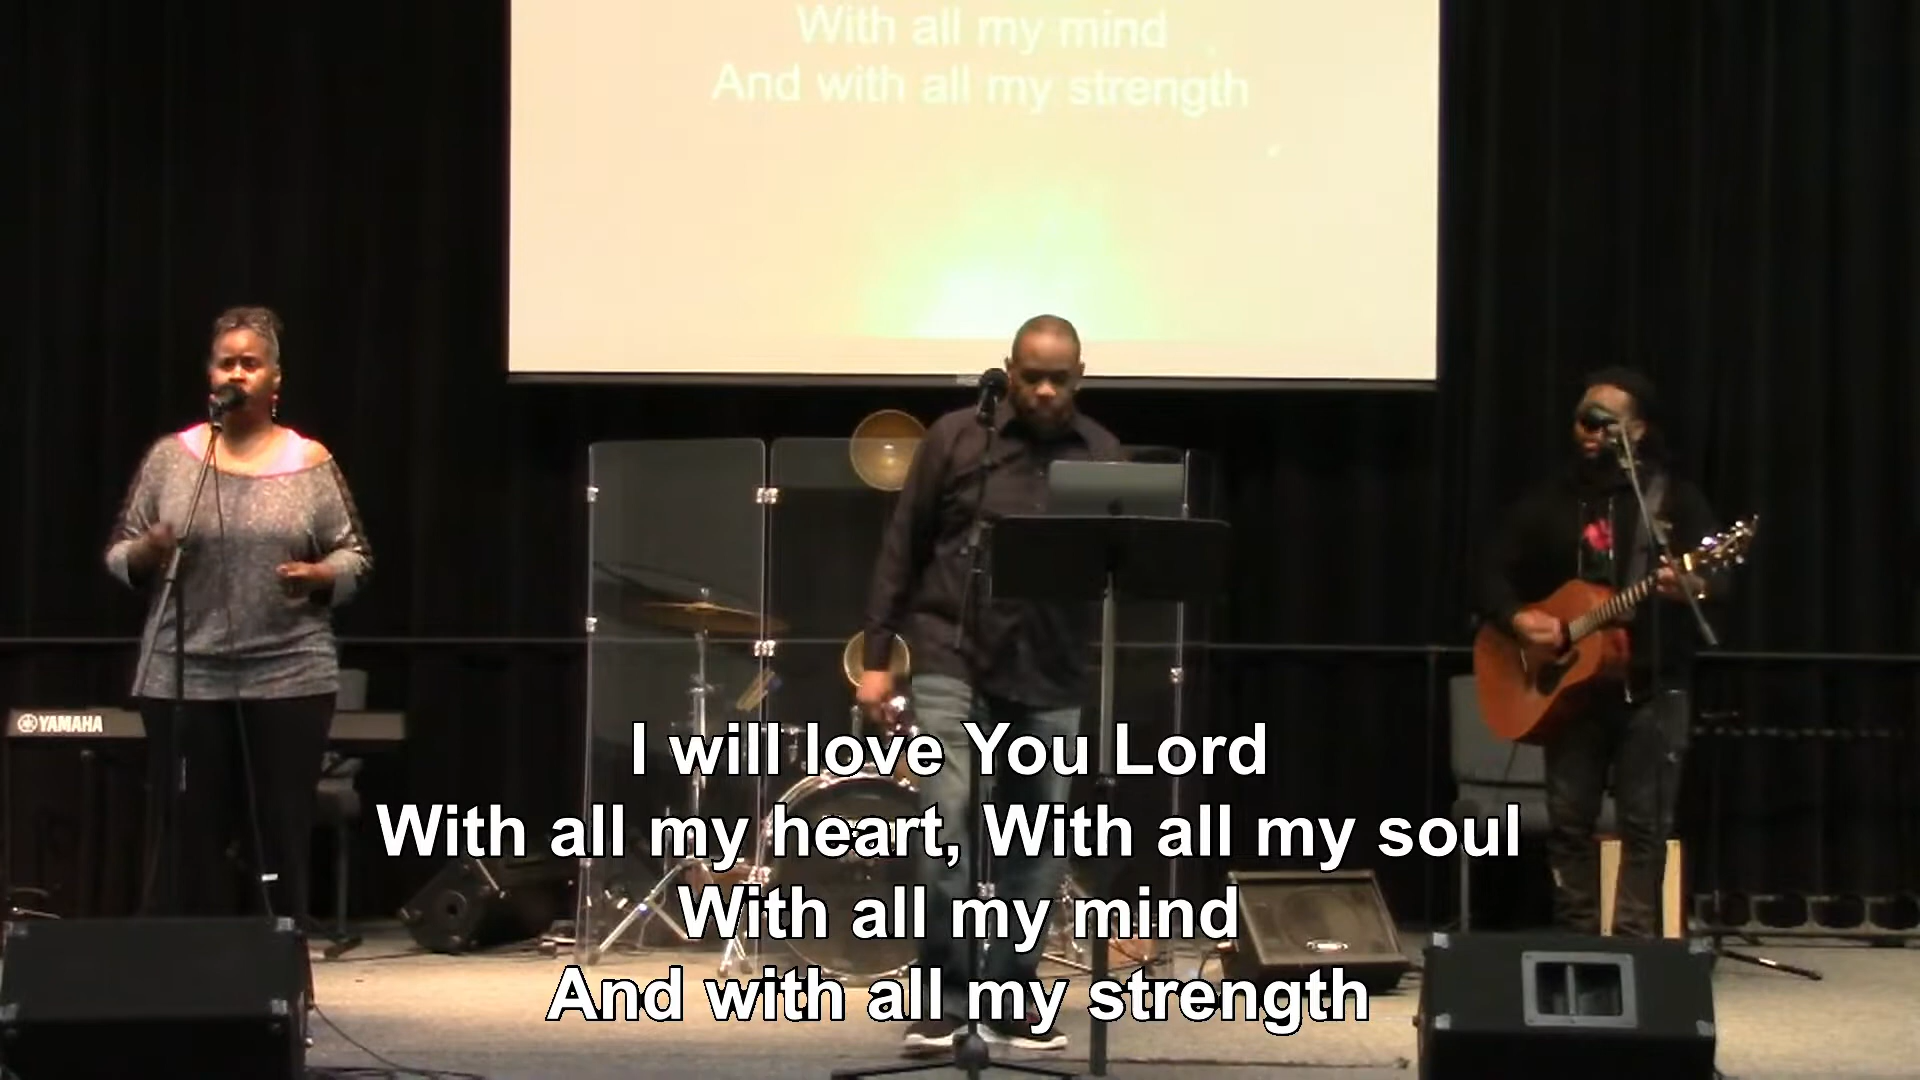 With all my mind
And with all my strength
YAMAHA
I will love You Lord
With all my heart, With all my soul
With all my mind
And with all my strength